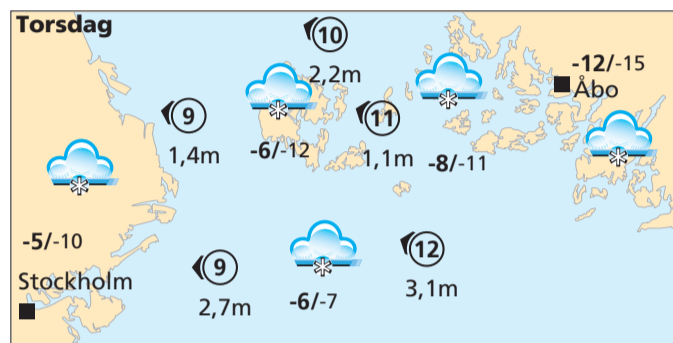 Torsdag
10
2,2m
-12/-15
Åbo
9
1,4m
11
1,1m
-6/-12
-8/-11
-5/-10
Stockholm
9
2,7m
-6/-7
12
3,1m